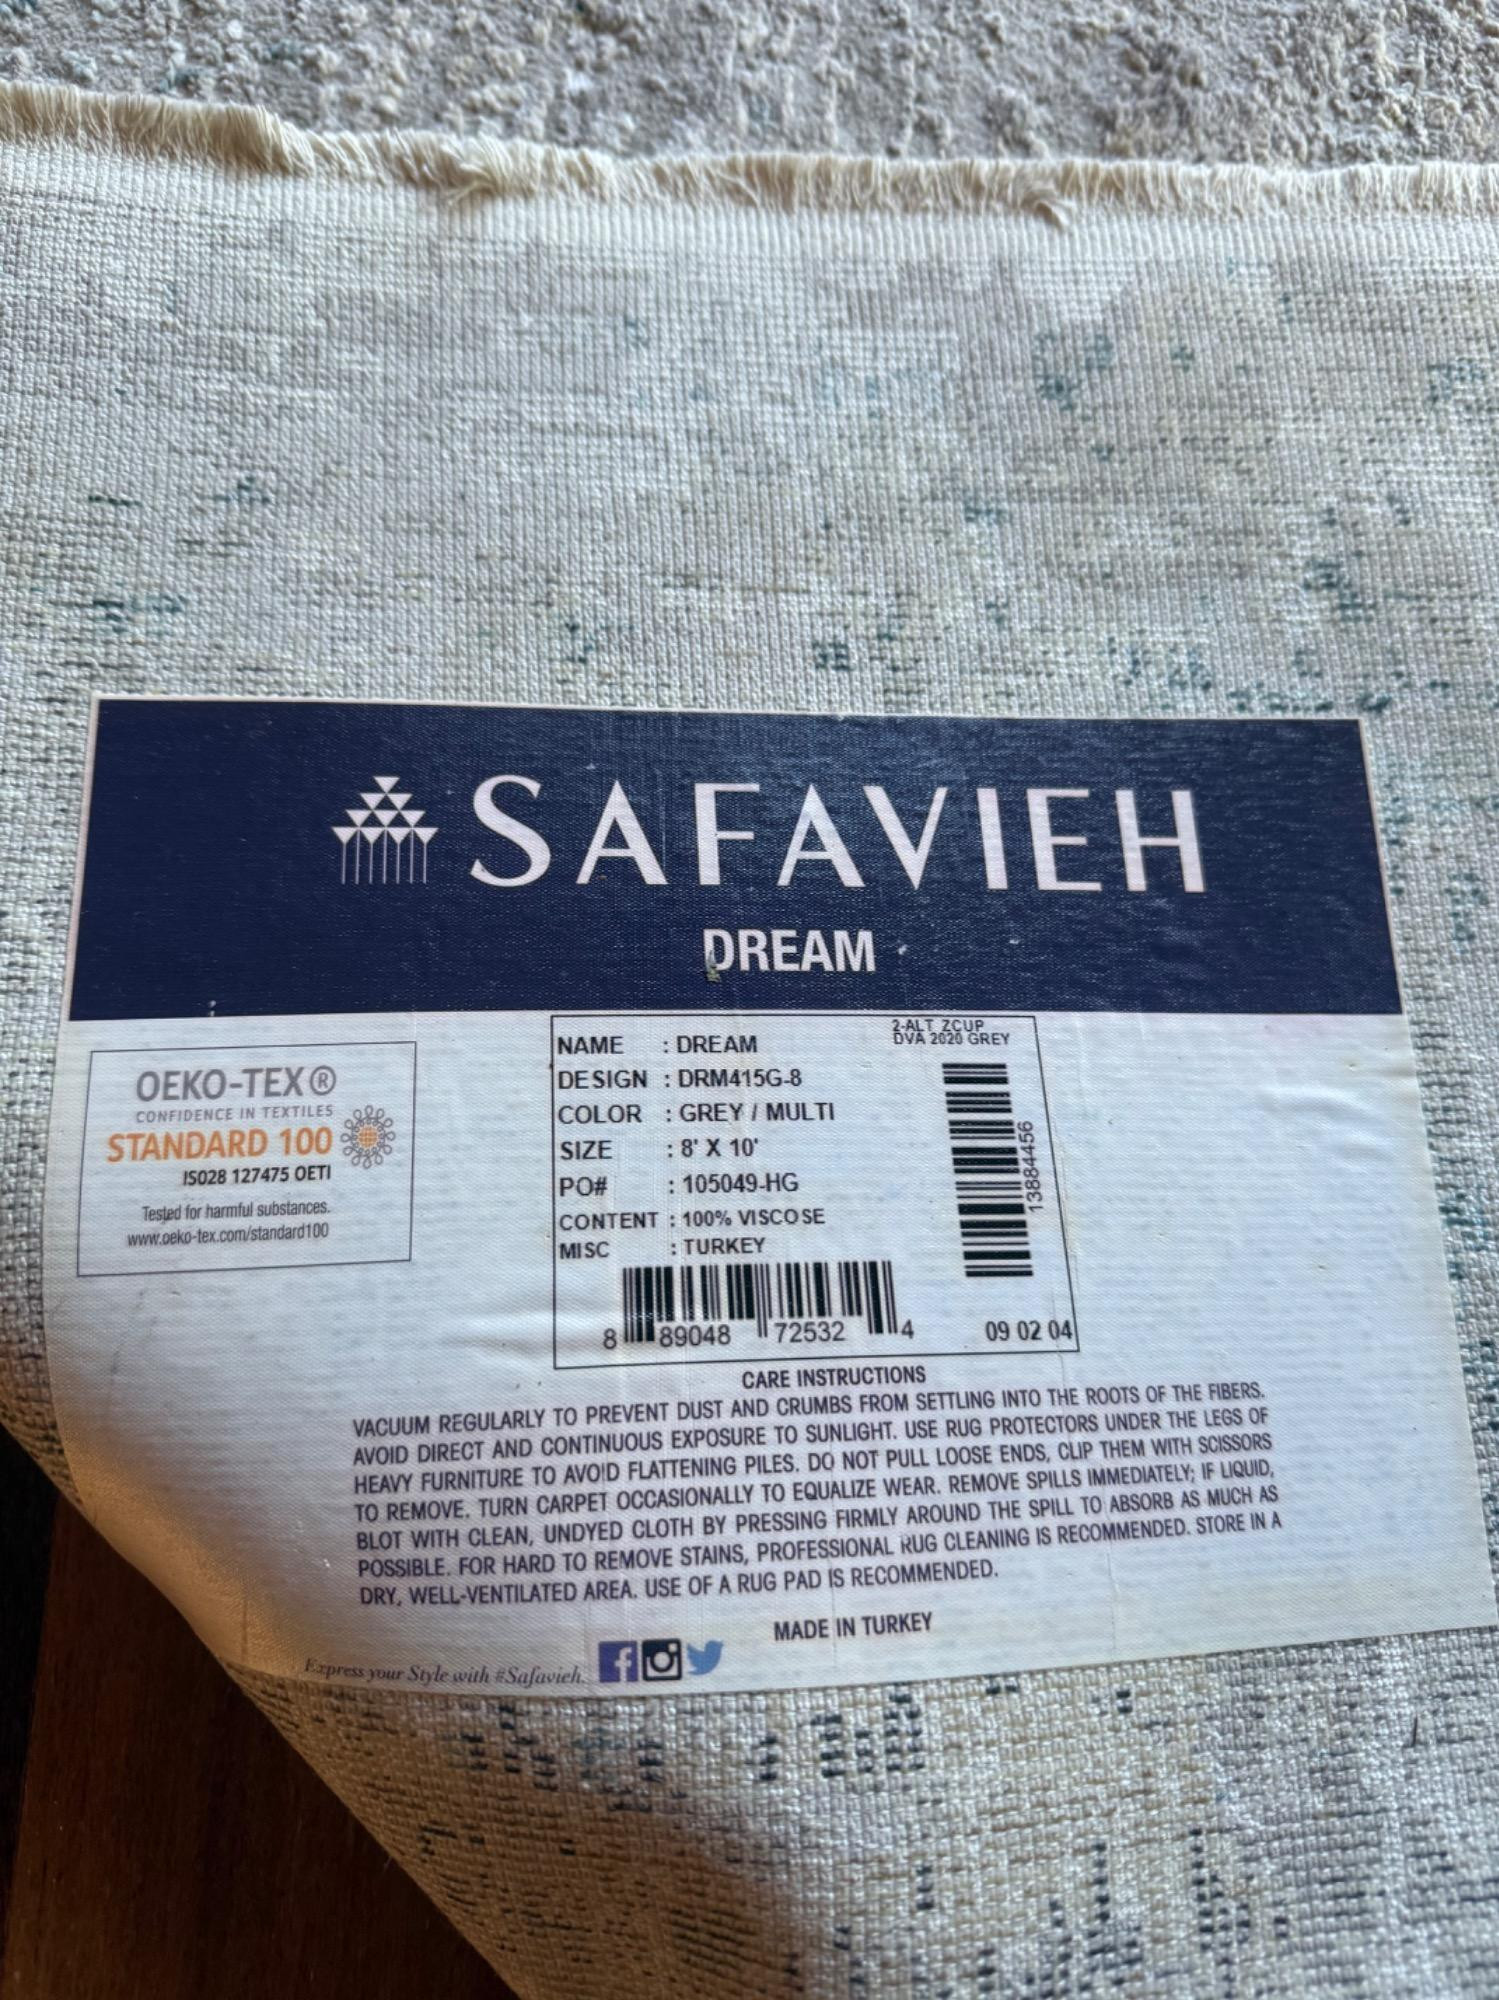 SAFAVIEH
DREAM
OEKO-TEX®
CONFIDENCE IN TEXTILES
STANDARD 100
IS028 127475 OETI
Tested for harmful substances.
www.oeko-tex.com/standard100
2-ALT ZCUP
DVA 2020 GREY
NAME : DREAM
DESIGN : DRM415G-8
COLOR : GREY / MULTI
SIZE : 8' X 10'
PO# : 105049-HG
CONTENT : 100% VISCOSE
MISC : TURKEY
13884456
8 89048 72532 4
09 02 04
CARE INSTRUCTIONS
VACUUM REGULARLY TO PREVENT DUST AND CRUMBS FROM SETTLING INTO THE ROOTS OF THE FIBERS.
AVOID DIRECT AND CONTINUOUS EXPOSURE TO SUNLIGHT. USE RUG PROTECTORS UNDER THE LEGS OF
HEAVY FURNITURE TO AVOID FLATTENING PILES. DO NOT PULL LOOSE ENDS, CLIP THEM WITH SCISSORS
TO REMOVE. TURN CARPET OCCASIONALLY TO EQUALIZE WEAR. REMOVE SPILLS IMMEDIATELY; IF LIQUID,
BLOT WITH CLEAN, UNDYED CLOTH BY PRESSING FIRMLY AROUND THE SPILL TO ABSORB AS MUCH AS
POSSIBLE. FOR HARD TO REMOVE STAINS, PROFESSIONAL RUG CLEANING IS RECOMMENDED. STORE IN A
DRY, WELL-VENTILATED AREA. USE OF A RUG PAD IS RECOMMENDED.
MADE IN TURKEY
Express your Style with #Safavieh.